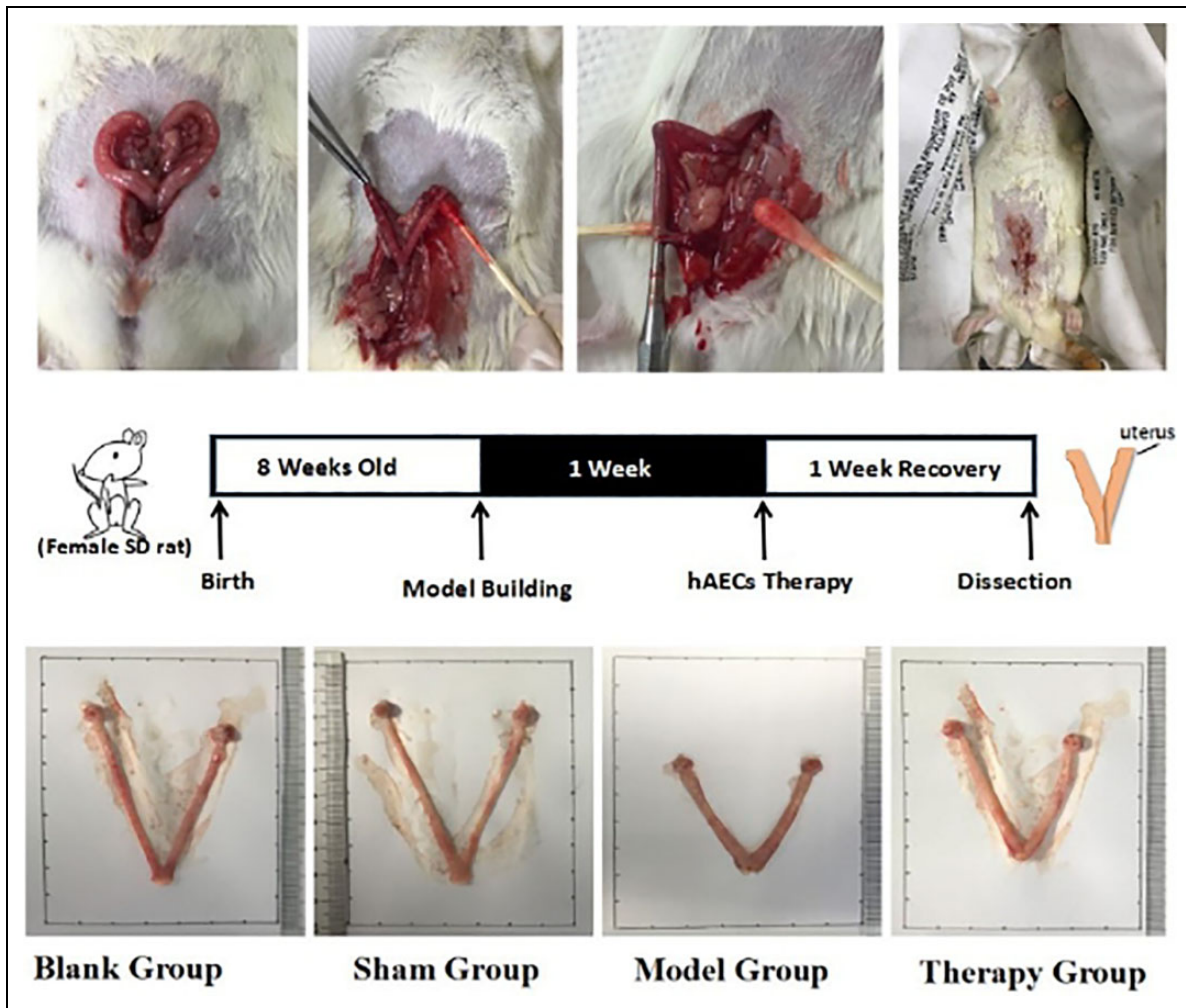 8 Weeks Old
1 Week
1 Week Recovery
uterus
(Female SD rat)
Birth
Model Building
hAECs Therapy
Dissection
Blank Group
Sham Group
Model Group
Therapy Group